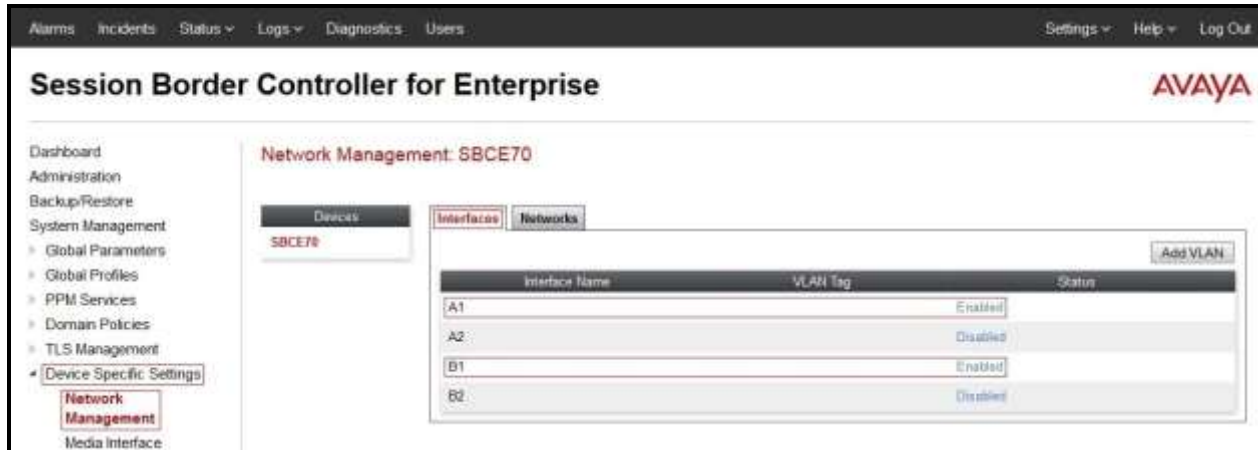 Alarms Incidents Status Logs Diagnostics Users Settings Help Log Out
Session Border Controller for Enterprise
AVAYA
Dashboard
Administration
Backup/Restore
System Management
Global Parameters
Global Profiles
PPM Services
Domain Policies
TLS Management
Device Specific Settings
Network
Management
Media Interface
Network Management: SBCE70
Devices
SBCE70
Interfaces Networks
Add VLAN
Interface Name VLAN Tag Status
A1 Enabled
A2 Disabled
B1 Enabled
B2 Disabled